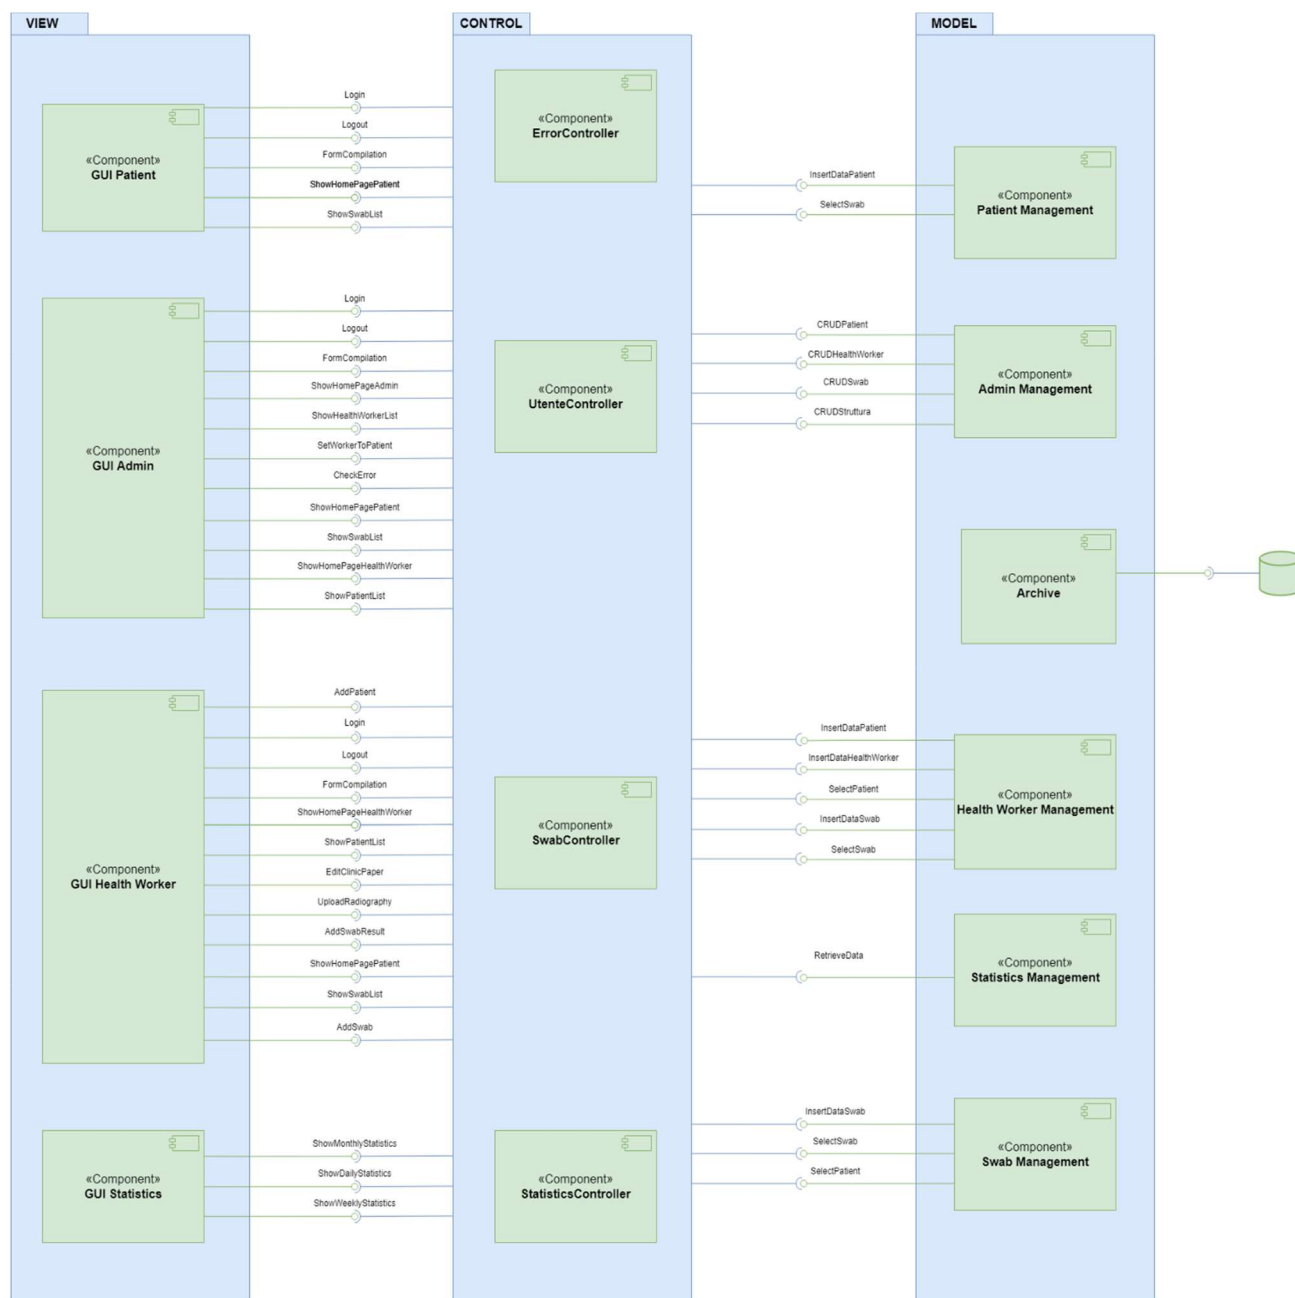 VIEW
CONTROL
MODEL
«Component»
GUI Patient
Login
Logout
FormCompilation
ShowHomePagePatient
ShowSwabList
«Component»
GUI Admin
Login
Logout
FormCompilation
ShowHomePageAdmin
ShowHealthWorkerList
SetWorkerToPatient
CheckError
ShowHomePagePatient
ShowSwabList
ShowHomePageHealthWorker
ShowPatientList
«Component»
GUI Health Worker
AddPatient
Login
Logout
FormCompilation
ShowHomePageHealthWorker
ShowPatientList
EditClinicPaper
UploadRadiography
AddSwabResult
ShowHomePagePatient
ShowSwabList
AddSwab
«Component»
GUI Statistics
ShowMonthlyStatistics
ShowDailyStatistics
ShowWeeklyStatistics
«Component»
ErrorController
«Component»
UtenteController
«Component»
SwabController
«Component»
StatisticsController
InsertDataPatient
SelectSwab
«Component»
Patient Management
CRUDPatient
CRUDHealthWorker
CRUDSwab
CRUDStruttura
«Component»
Admin Management
«Component»
Archive
InsertDataPatient
InsertDataHealthWorker
SelectPatient
InsertDataSwab
SelectSwab
«Component»
Health Worker Management
RetrieveData
«Component»
Statistics Management
InsertDataSwab
SelectSwab
SelectPatient
«Component»
Swab Management